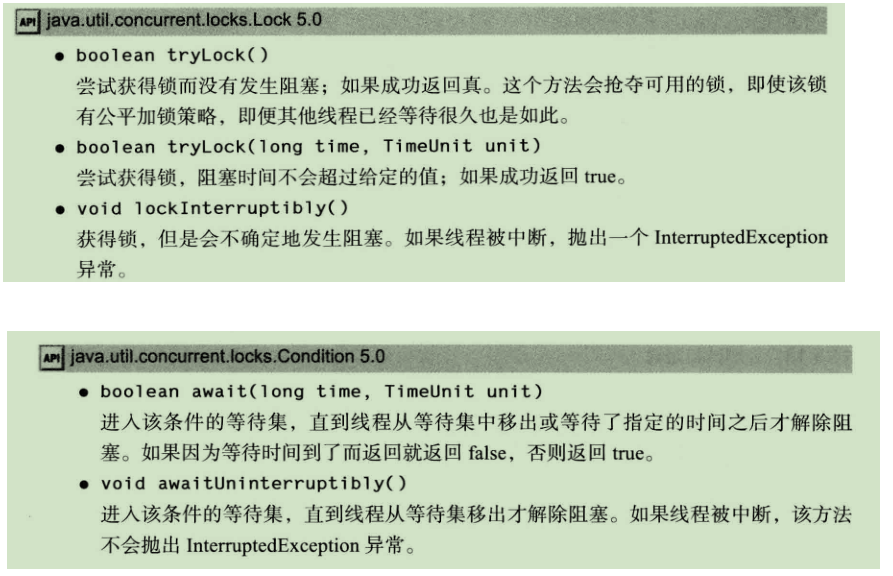 API java.util.concurrent.locks.Lock 5.0
● boolean tryLock()
尝试获得锁而没有发生阻塞；如果成功返回真。这个方法会抢夺可用的锁，即使该锁
有公平加锁策略，即便其他线程已经等待很久也是如此。
● boolean tryLock(long time, TimeUnit unit)
尝试获得锁，阻塞时间不会超过给定的值；如果成功返回 true。
● void lockInterruptibly()
获得锁，但是会不确定地发生阻塞。如果线程被中断，抛出一个 InterruptedException
异常。
API java.util.concurrent.locks.Condition 5.0
● boolean await(long time, TimeUnit unit)
进入该条件的等待集，直到线程从等待集中移出或等待了指定的时间之后才解除阻
塞。如果因为等待时间到了而返回就返回 false，否则返回 true。
● void awaitUninterruptibly()
进入该条件的等待集，直到线程从等待集移出才解除阻塞。如果线程被中断，该方法
不会抛出 InterruptedException 异常。